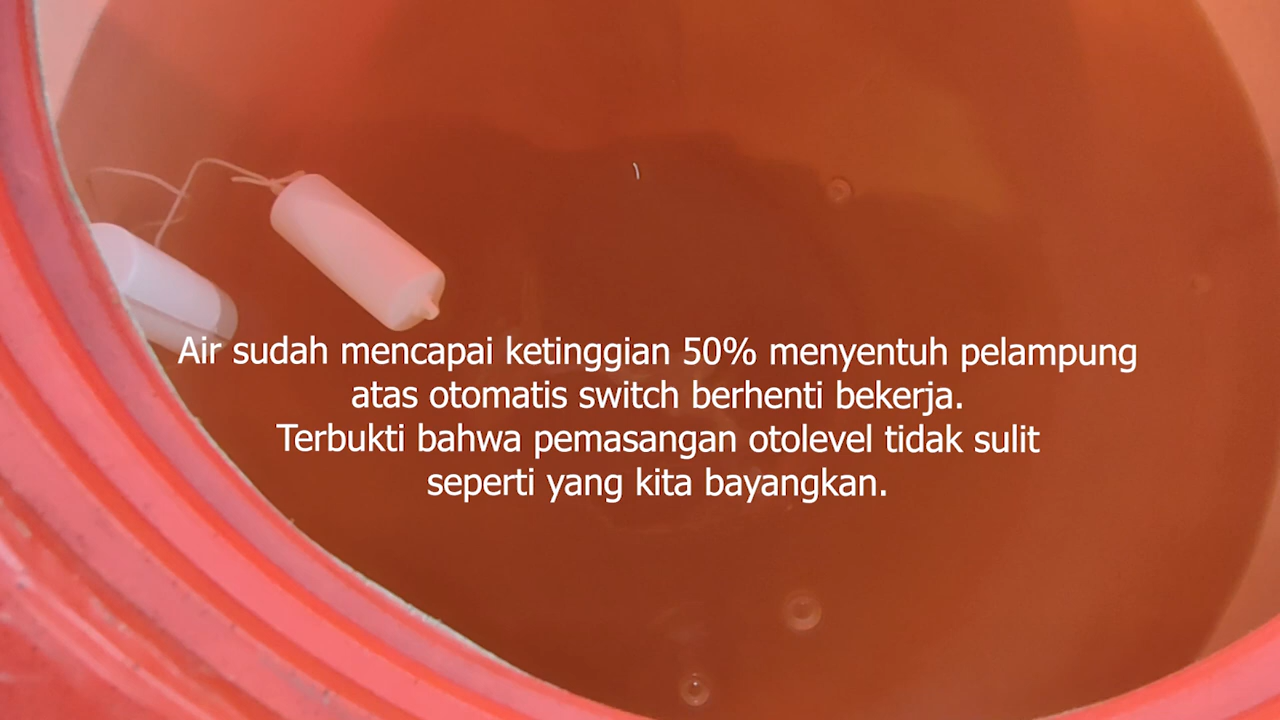 Air sudah mencapai ketinggian 50% menyentuh pelampung
atas otomatis switch berhenti bekerja.
Terbukti bahwa pemasangan otolevel tidak sulit
seperti yang kita bayangkan.